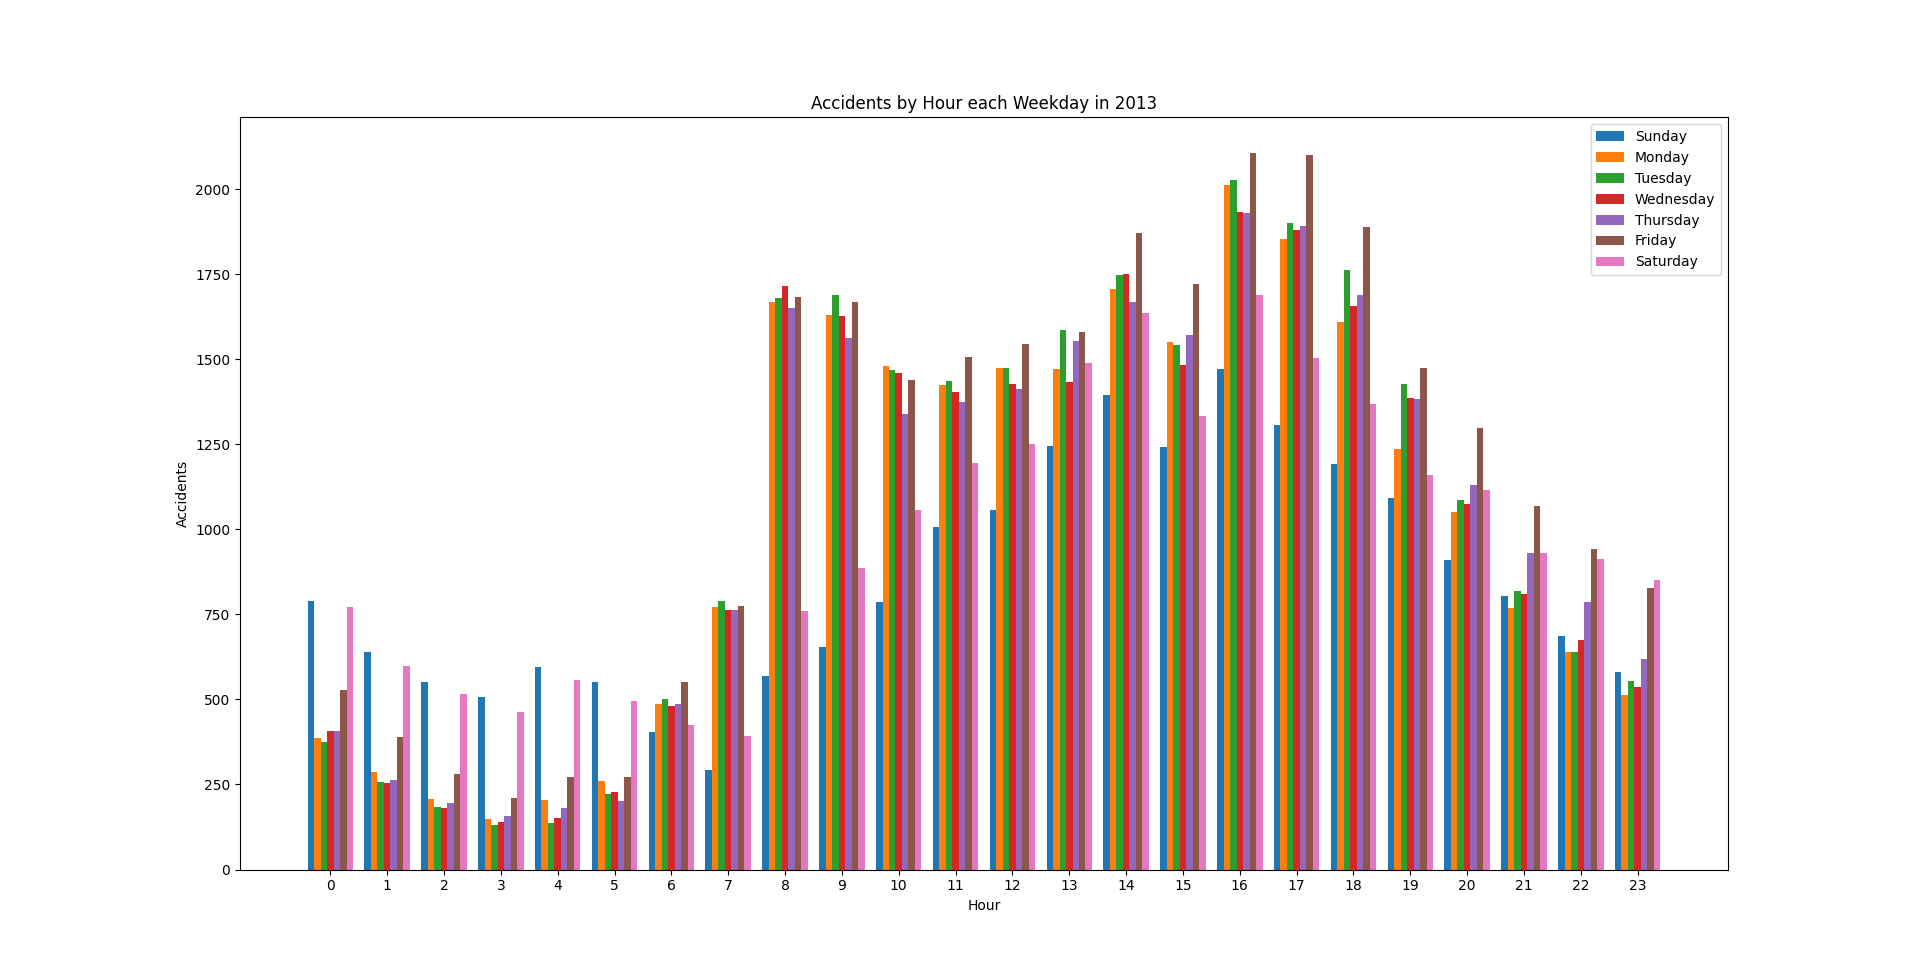 Accidents by Hour each Weekday in 2013
Sunday
Monday
Tuesday
Wednesday
Thursday
Friday
Saturday
2000
1750
1500
1250
1000
750
500
250
0
Accidents
0 1 2 3 4 5 6 7 8 9 10 11 12 13 14 15 16 17 18 19 20 21 22 23
Hour